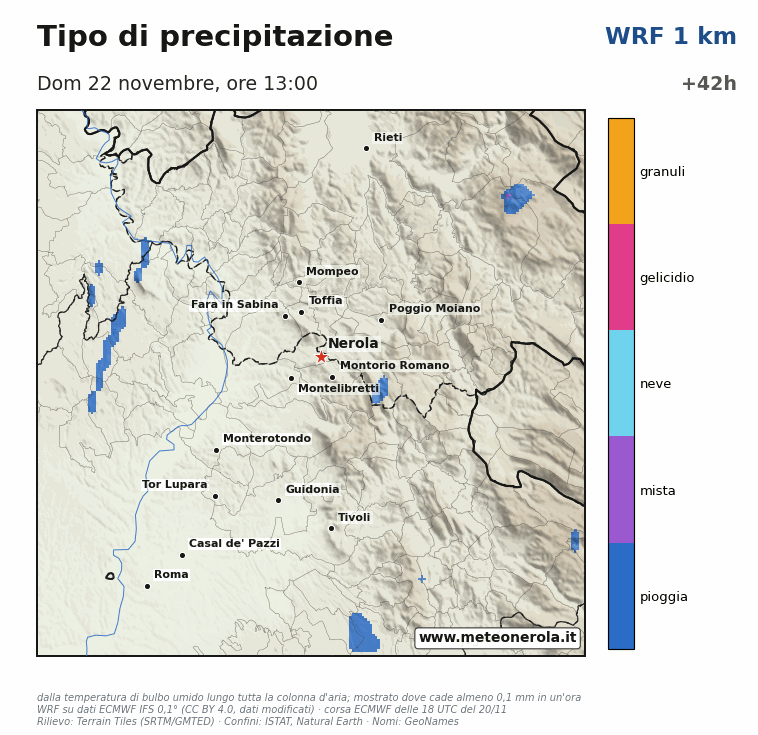 Tipo di precipitazione
WRF 1 km
Dom 22 novembre, ore 13:00
+42h
Rieti
granuli
gelicidio
Mompeo
Toffia
Fara in Sabina
Poggio Moiano
Nerola
Montorio Romano
Montelibretti
neve
Monterotondo
Tor Lupara
Guidonia
mista
Tivoli
Casal de' Pazzi
Roma
pioggia
www.meteonerola.it
dalla temperatura di bulbo umido lungo tutta la colonna d'aria; mostrato dove cade almeno 0,1 mm in un'ora
WRF su dati ECMWF IFS 0,1° (CC BY 4.0, dati modificati) · corsa ECMWF delle 18 UTC del 20/11
Rilievo: Terrain Tiles (SRTM/GMTED) · Confini: ISTAT, Natural Earth · Nomi: GeoNames